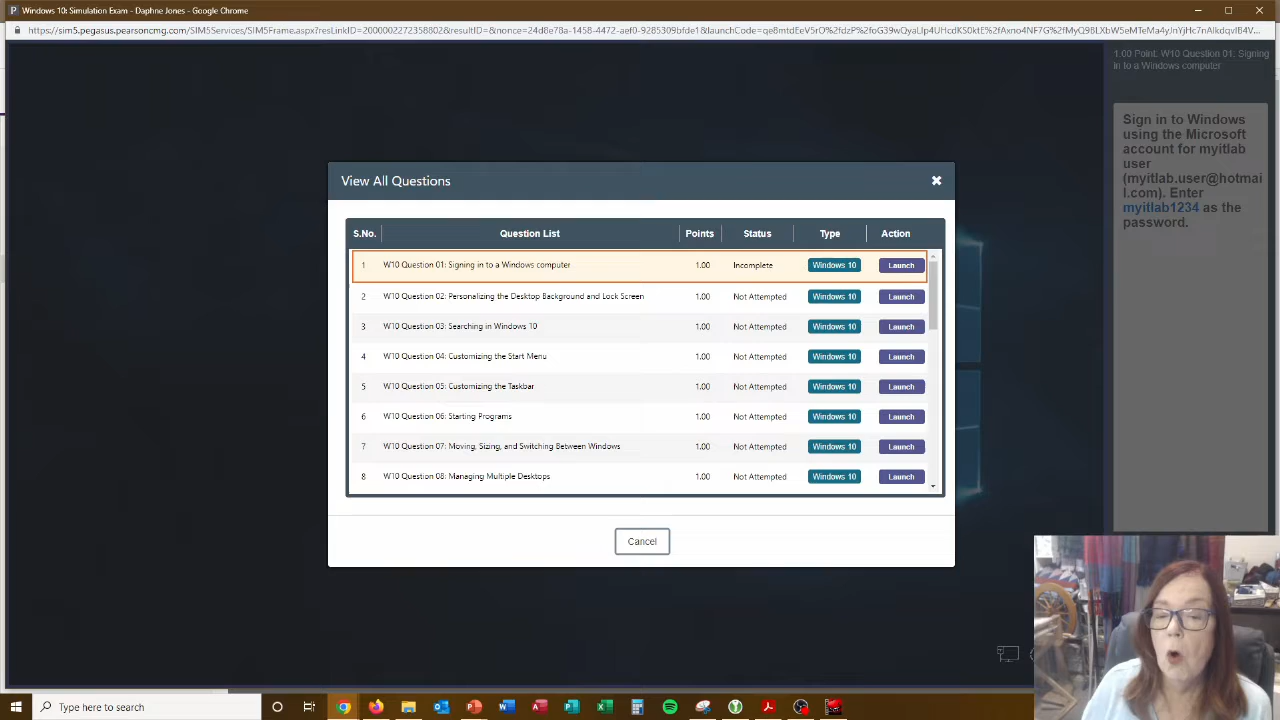 Windows 10: Simulation Exam - Daphne Jones - Google Chrome
1.00 Point: W10 Question 01: Signing
in to a Windows computer
Sign in to Windows
using the Microsoft
account for myitlab
user
(myitlab.user@hotmai
l.com). Enter
myitlab1234 as the
password.
View All Questions
S.No. Question List Points Status Type Action
1 W10 Question 01: Signing in to a Windows computer 1.00 Incomplete Windows 10 Launch
2 W10 Question 02: Personalizing the Desktop Background and Lock Screen 1.00 Not Attempted Windows 10 Launch
3 W10 Question 03: Searching in Windows 10 1.00 Not Attempted Windows 10 Launch
4 W10 Question 04: Customizing the Start Menu 1.00 Not Attempted Windows 10 Launch
5 W10 Question 05: Customizing the Taskbar 1.00 Not Attempted Windows 10 Launch
6 W10 Question 06: Starting Programs 1.00 Not Attempted Windows 10 Launch
7 W10 Question 07: Moving, Sizing, and Switching Between Windows 1.00 Not Attempted Windows 10 Launch
8 W10 Question 08: Managing Multiple Desktops 1.00 Not Attempted Windows 10 Launch
Cancel
Type here to search